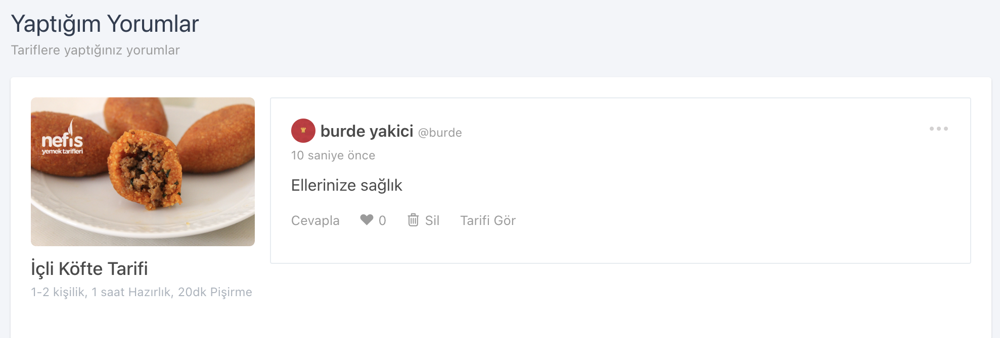 Yaptığım Yorumlar
Tariflere yaptığınız yorumlar
nefis
yemek tarifleri
İçli Köfte Tarifi
1-2 kişilik, 1 saat Hazırlık, 20dk Pişirme
burde yakici @burde
10 saniye önce
Ellerinize sağlık
Cevapla 0 Sil Tarifi Gör